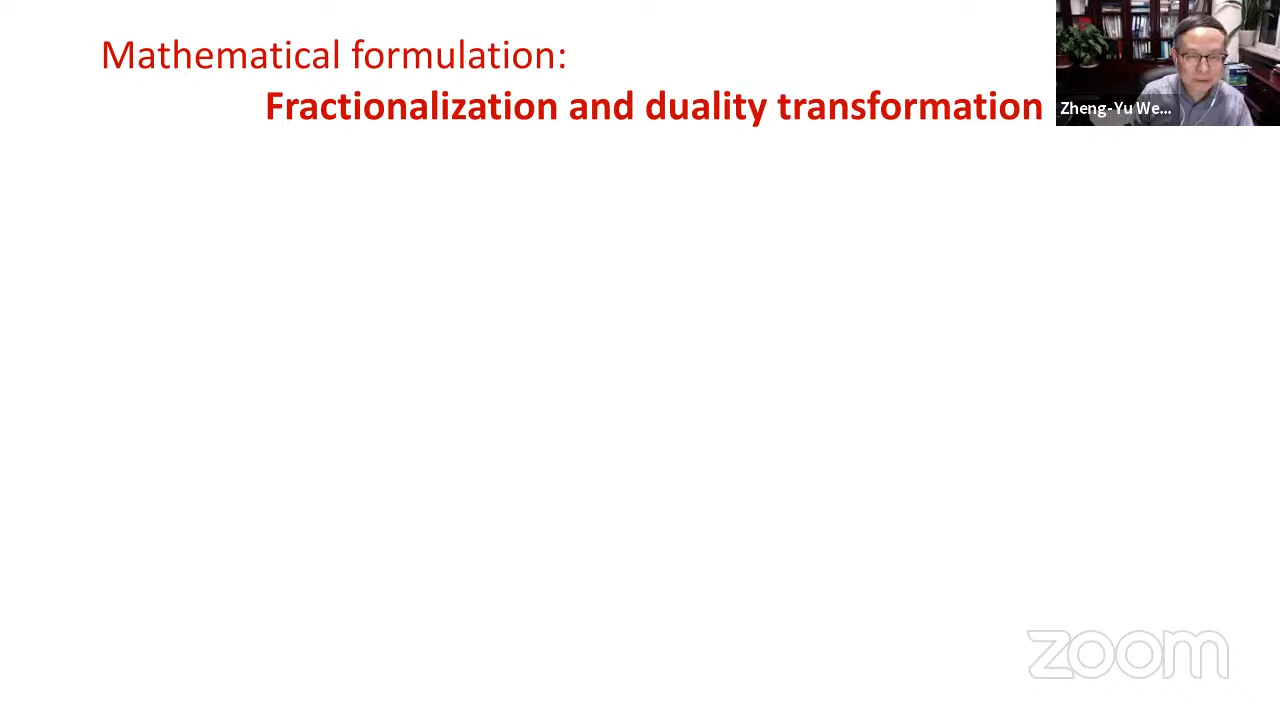 Mathematical formulation:
Fractionalization and duality transformation
Zheng-Yu We...
zoom